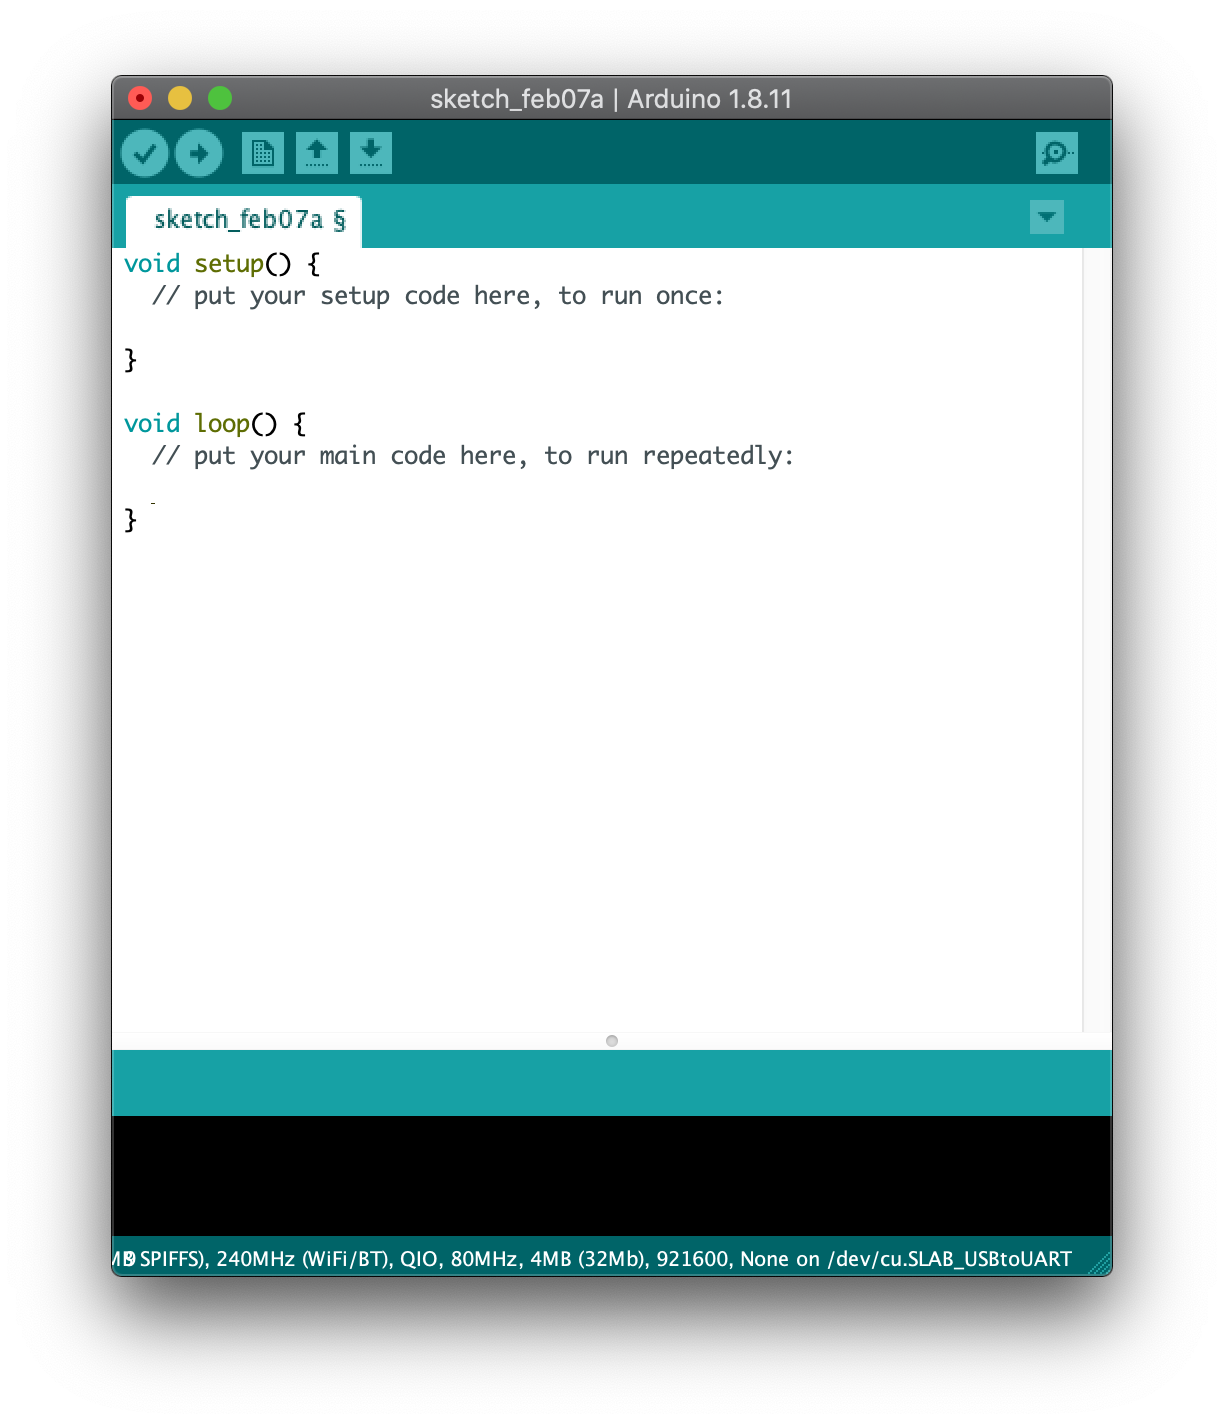 sketch_feb07a | Arduino 1.8.11
sketch_feb07a §
void setup() {
  // put your setup code here, to run once:
}
void loop() {
  // put your main code here, to run repeatedly:
}
SPIFFS), 240MHz (WiFi/BT), QIO, 80MHz, 4MB (32Mb), 921600, None on /dev/cu.SLAB_USBtoUART